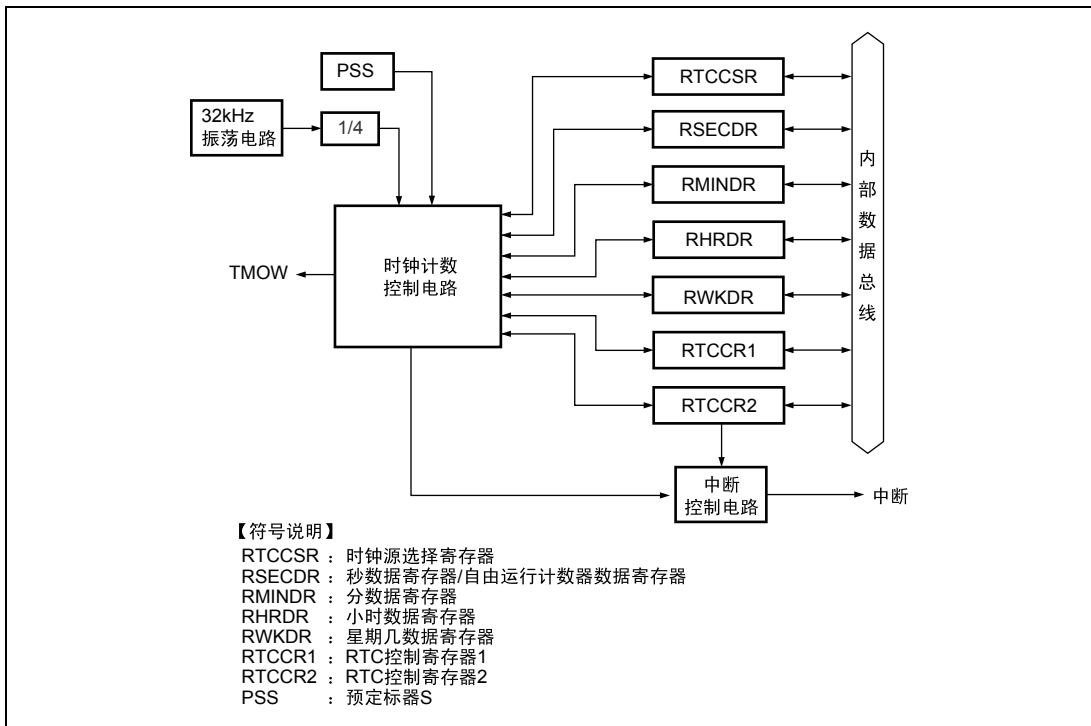 PSS
32kHz
振荡电路
1/4
时钟计数
控制电路
TMOW
RTCCSR
RSECDR
RMINDR
RHRDR
RWKDR
RTCCR1
RTCCR2
内部数据总线
中断
控制电路
中断
【符号说明】
RTCCSR : 时钟源选择寄存器
RSECDR : 秒数据寄存器/自由运行计数器数据寄存器
RMINDR : 分数据寄存器
RHRDR : 小时数据寄存器
RWKDR : 星期几数据寄存器
RTCCR1 : RTC控制寄存器1
RTCCR2 : RTC控制寄存器2
PSS : 预定标器S